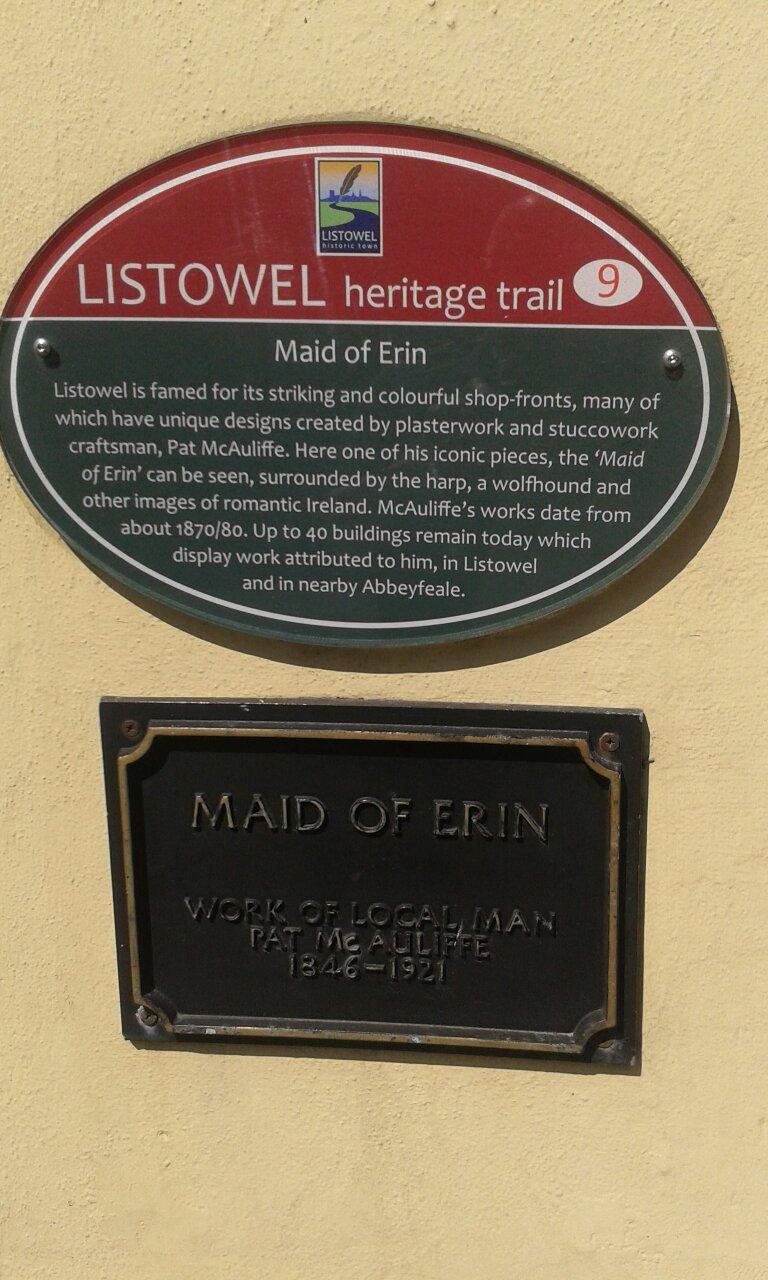 LISTOWEL
historic town
LISTOWEL heritage trail 9
Maid of Erin
Listowel is famed for its striking and colourful shop-fronts, many of
which have unique designs created by plasterwork and stuccowork
craftsman, Pat McAuliffe. Here one of his iconic pieces, the ‘Maid
of Erin’ can be seen, surrounded by the harp, a wolfhound and
other images of romantic Ireland. McAuliffe’s works date from
about 1870/80. Up to 40 buildings remain today which
display work attributed to him, in Listowel
and in nearby Abbeyfeale.
MAID OF ERIN
WORK OF LOCAL MAN
PAT Mc AULIFFE
1846-1921